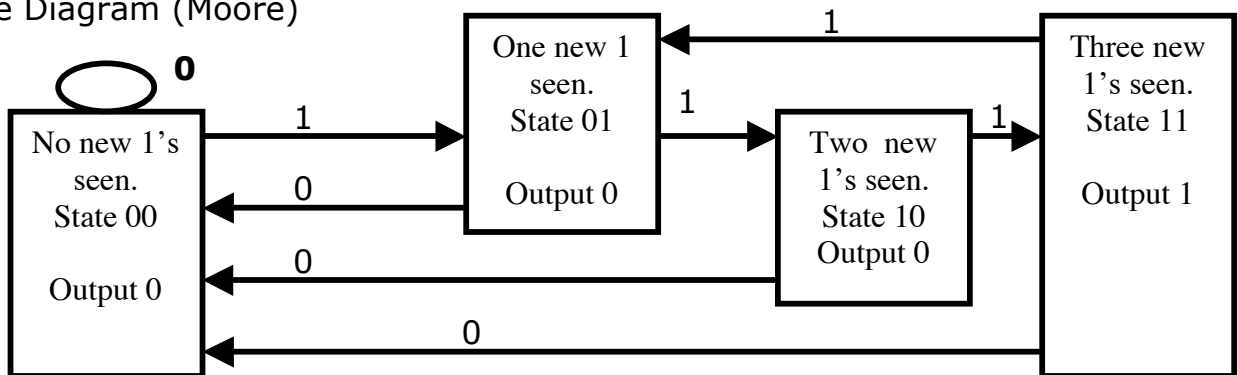 e Diagram (Moore)
0
No new 1’s
seen.
State 00
Output 0
1
0
0
0
One new 1
seen.
State 01
Output 0
1
1
Two new
1’s seen.
State 10
Output 0
1
Three new
1’s seen.
State 11
Output 1